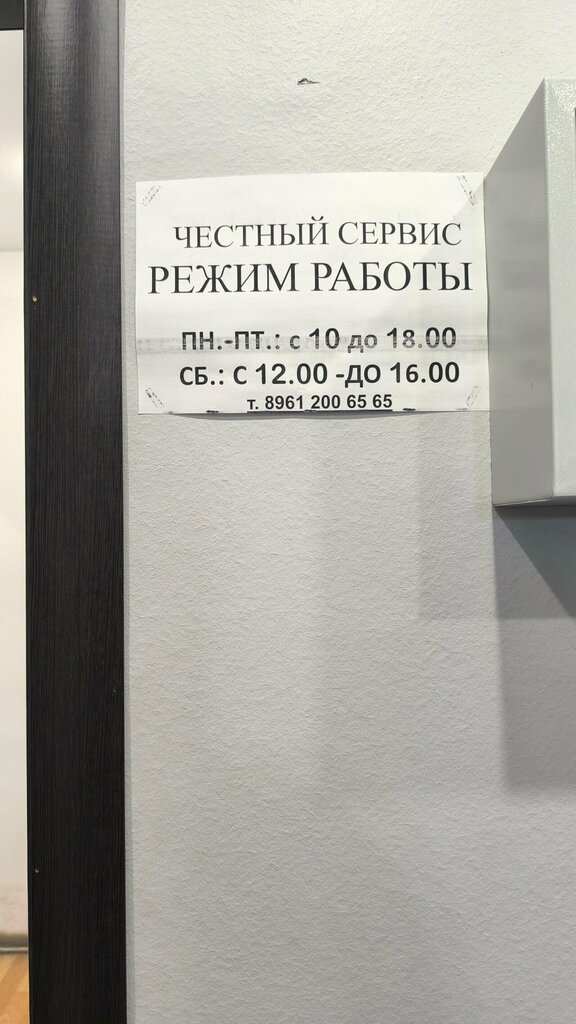 ЧЕСТНЫЙ СЕРВИС
РЕЖИМ РАБОТЫ
ПН.-ПТ.: с 10 до 18.00
СБ.: С 12.00 -ДО 16.00
т. 8961 200 65 65